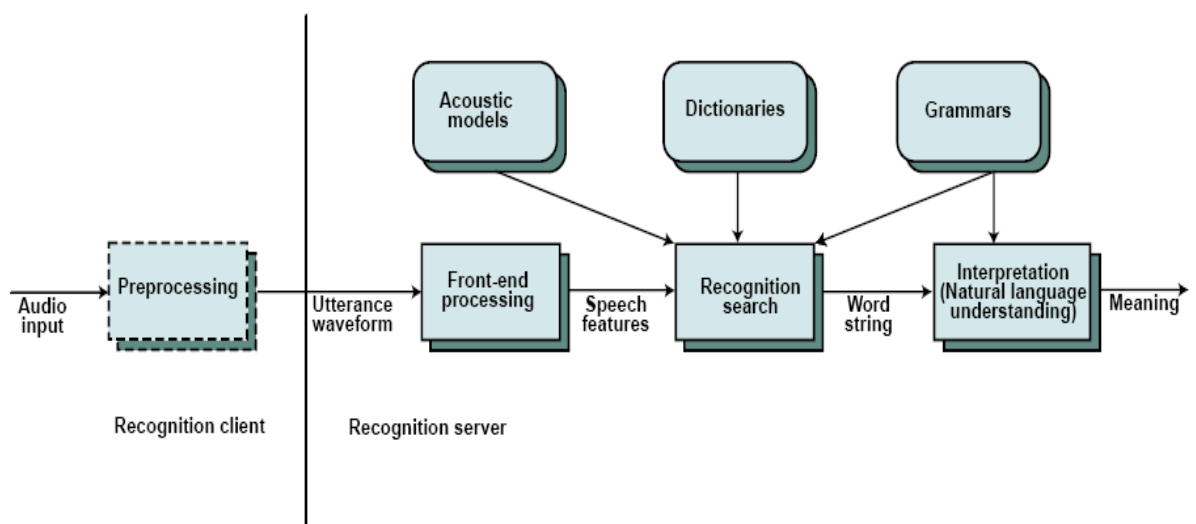 Acoustic
models
Dictionaries
Grammars
Audio
input
Preprocessing
Utterance
waveform
Front-end
processing
Speech
features
Recognition
search
Word
string
Interpretation
(Natural language
understanding)
Meaning
Recognition client
Recognition server